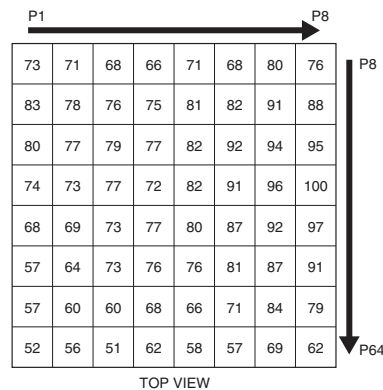 P1 P8
73 71 68 66 71 68 80 76 P8
83 78 76 75 81 82 91 88
80 77 79 77 82 92 94 95
74 73 77 72 82 91 96 100
68 69 73 77 80 87 92 97
57 64 73 76 76 81 87 91
57 60 60 68 66 71 84 79
52 56 51 62 58 57 69 62 P64
TOP VIEW